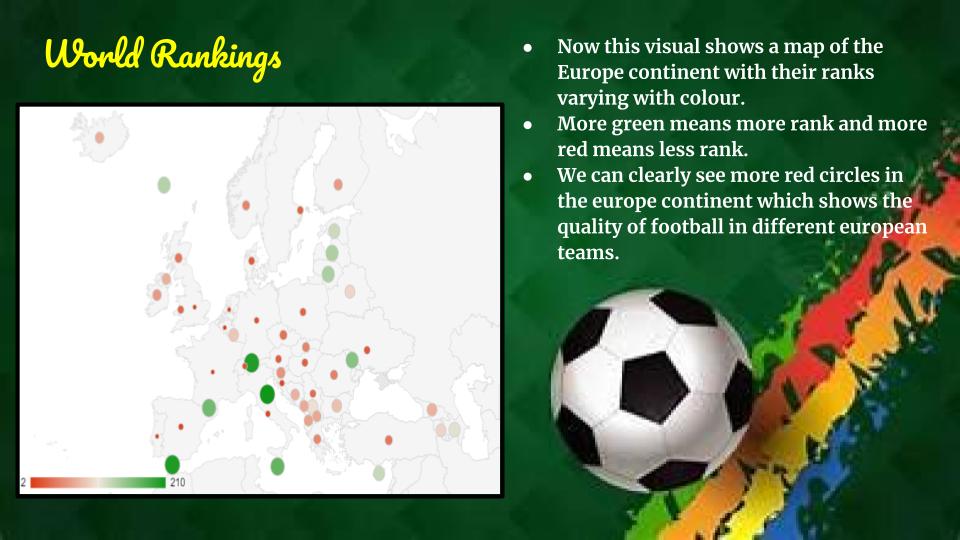 World Rankings
● Now this visual shows a map of the
Europe continent with their ranks
varying with colour.
● More green means more rank and more
red means less rank.
● We can clearly see more red circles in
the europe continent which shows the
quality of football in different european
teams.
2 210